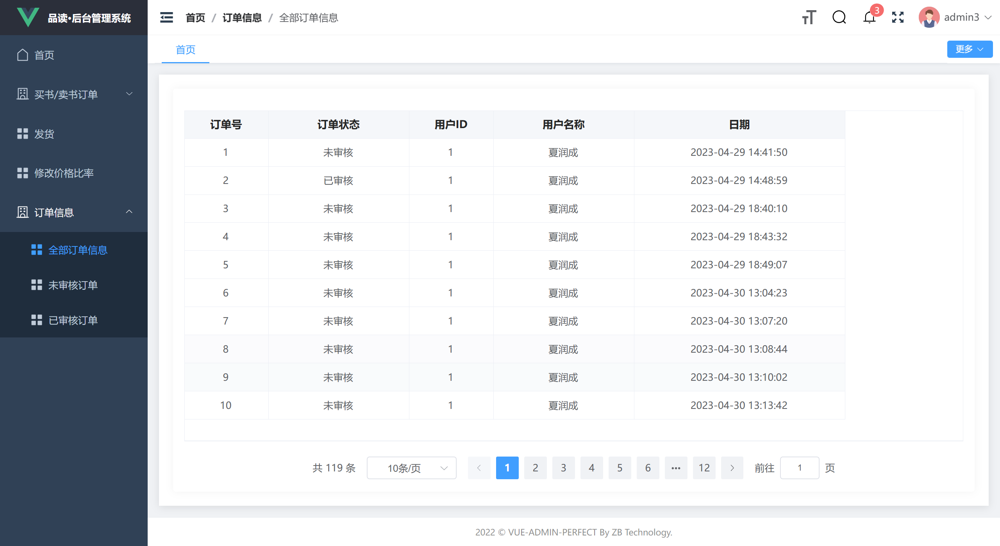 品读•后台管理系统
首页 / 订单信息 / 全部订单信息
3
admin3
首页
更多
首页
买书/卖书订单
发货
修改价格比率
订单信息
全部订单信息
未审核订单
已审核订单
订单号 订单状态 用户ID 用户名称 日期
1 未审核 1 夏润成 2023-04-29 14:41:50
2 已审核 1 夏润成 2023-04-29 14:48:59
3 未审核 1 夏润成 2023-04-29 18:40:10
4 未审核 1 夏润成 2023-04-29 18:43:32
5 未审核 1 夏润成 2023-04-29 18:49:07
6 未审核 1 夏润成 2023-04-30 13:04:23
7 未审核 1 夏润成 2023-04-30 13:07:20
8 未审核 1 夏润成 2023-04-30 13:08:44
9 未审核 1 夏润成 2023-04-30 13:10:02
10 未审核 1 夏润成 2023-04-30 13:13:42
共 119 条 10条/页 1 2 3 4 5 6 ••• 12 前往 1 页
2022 © VUE-ADMIN-PERFECT By ZB Technology.